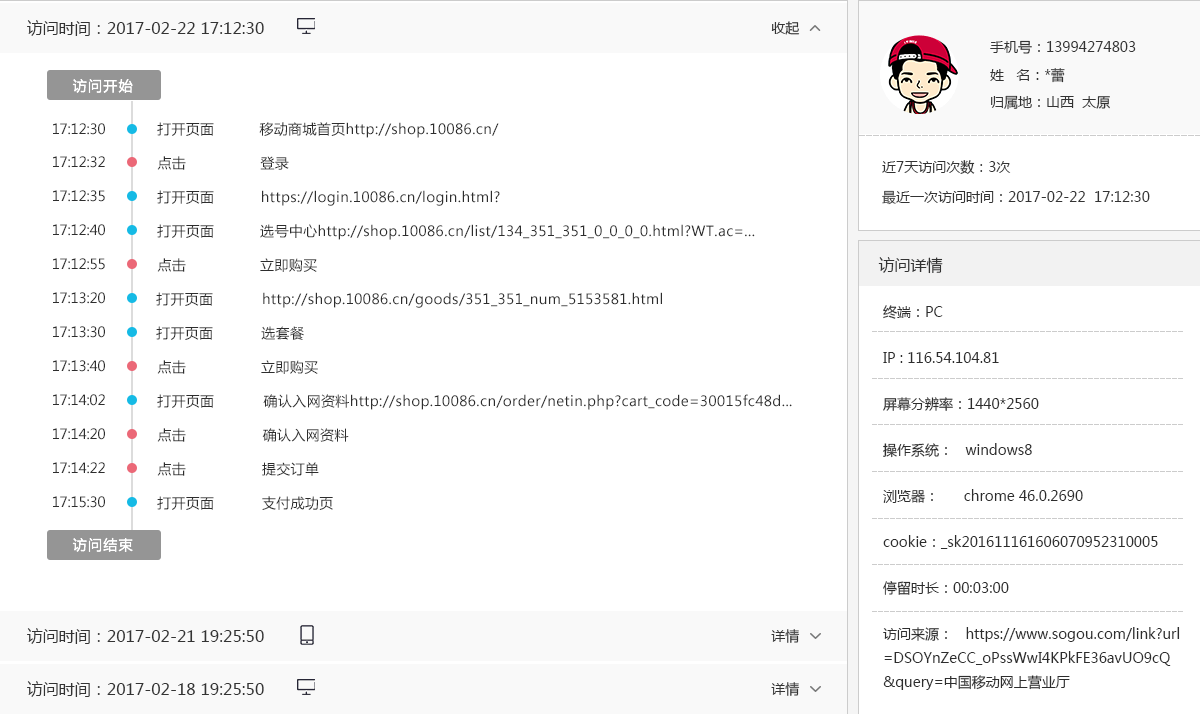 访问时间：2017-02-22 17:12:30 收起
访问开始
17:12:30 打开页面 移动商城首页http://shop.10086.cn/
17:12:32 点击 登录
17:12:35 打开页面 https://login.10086.cn/login.html?
17:12:40 打开页面 选号中心http://shop.10086.cn/list/134_351_351_0_0_0_0.html?WT.ac=...
17:12:55 点击 立即购买
17:13:20 打开页面 http://shop.10086.cn/goods/351_351_num_5153581.html
17:13:30 打开页面 选套餐
17:13:40 点击 立即购买
17:14:02 打开页面 确认入网资料http://shop.10086.cn/order/netin.php?cart_code=30015fc48d...
17:14:20 点击 确认入网资料
17:14:22 点击 提交订单
17:15:30 打开页面 支付成功页
访问结束
访问时间：2017-02-21 19:25:50 详情
访问时间：2017-02-18 19:25:50 详情
手机号：13994274803
姓 名：*蕾
归属地：山西 太原
近7天访问次数：3次
最近一次访问时间：2017-02-22 17:12:30
访问详情
终端：PC
IP：116.54.104.81
屏幕分辨率：1440*2560
操作系统： windows8
浏览器： chrome 46.0.2690
cookie：_sk201611161606070952310005
停留时长：00:03:00
访问来源： https://www.sogou.com/link?url
=DSOYnZeCC_oPssWwI4KPkFE36avUO9cQ
&query=中国移动网上营业厅